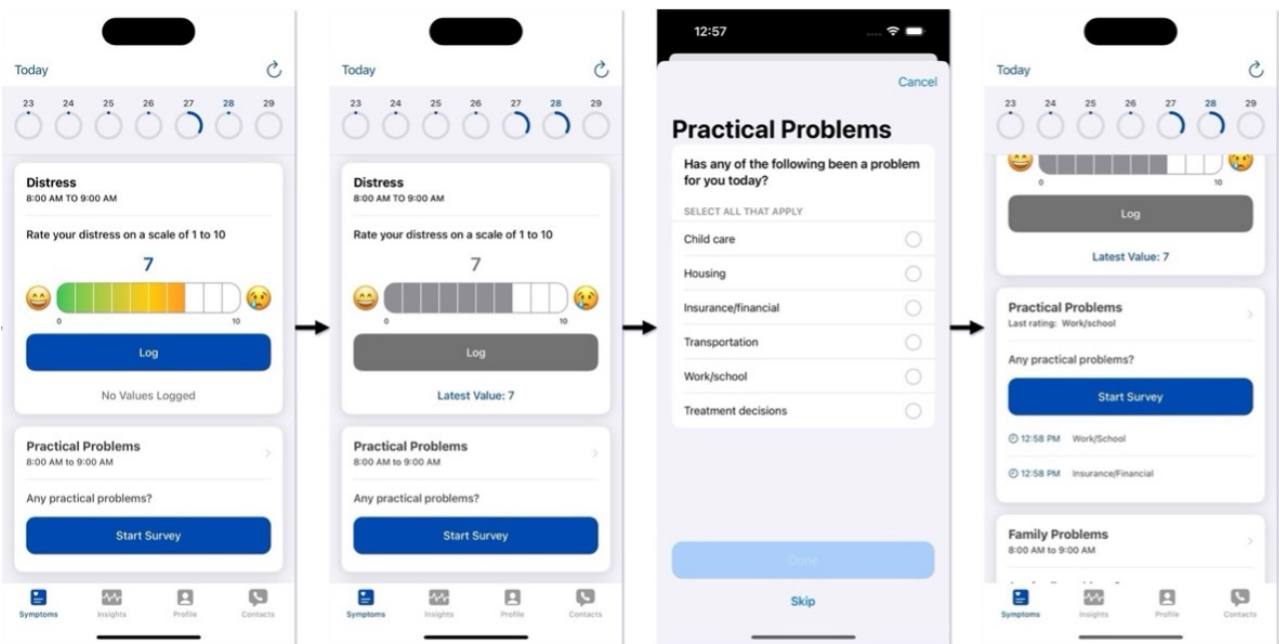 Today
23 24 25 26 27 28 29
Distress
8:00 AM TO 9:00 AM
Rate your distress on a scale of 1 to 10
7
0 10
Log
No Values Logged
Practical Problems
8:00 AM to 9:00 AM
Any practical problems?
Start Survey
Symptoms Insights Profile Contacts
Today
23 24 25 26 27 28 29
Distress
8:00 AM TO 9:00 AM
Rate your distress on a scale of 1 to 10
7
0 10
Log
Latest Value: 7
Practical Problems
8:00 AM to 9:00 AM
Any practical problems?
Start Survey
Symptoms Insights Profile Contacts
12:57
Cancel
Practical Problems
Has any of the following been a problem
for you today?
SELECT ALL THAT APPLY
Child care
Housing
Insurance/financial
Transportation
Work/school
Treatment decisions
Done
Skip
Today
23 24 25 26 27 28 29
0 10
Log
Latest Value: 7
Practical Problems
Last rating: Work/school
Any practical problems?
Start Survey
12:58 PM Work/School
12:58 PM Insurance/Financial
Family Problems
8:00 AM to 9:00 AM
Symptoms Insights Profile Contacts